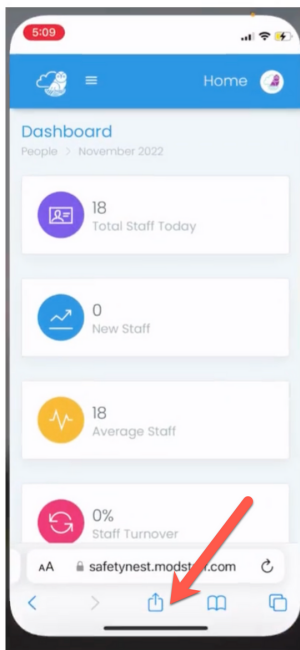 5:09
Home
Dashboard
People > November 2022
18
Total Staff Today
0
New Staff
18
Average Staff
0%
Staff Turnover
AA safetynest.modst .com